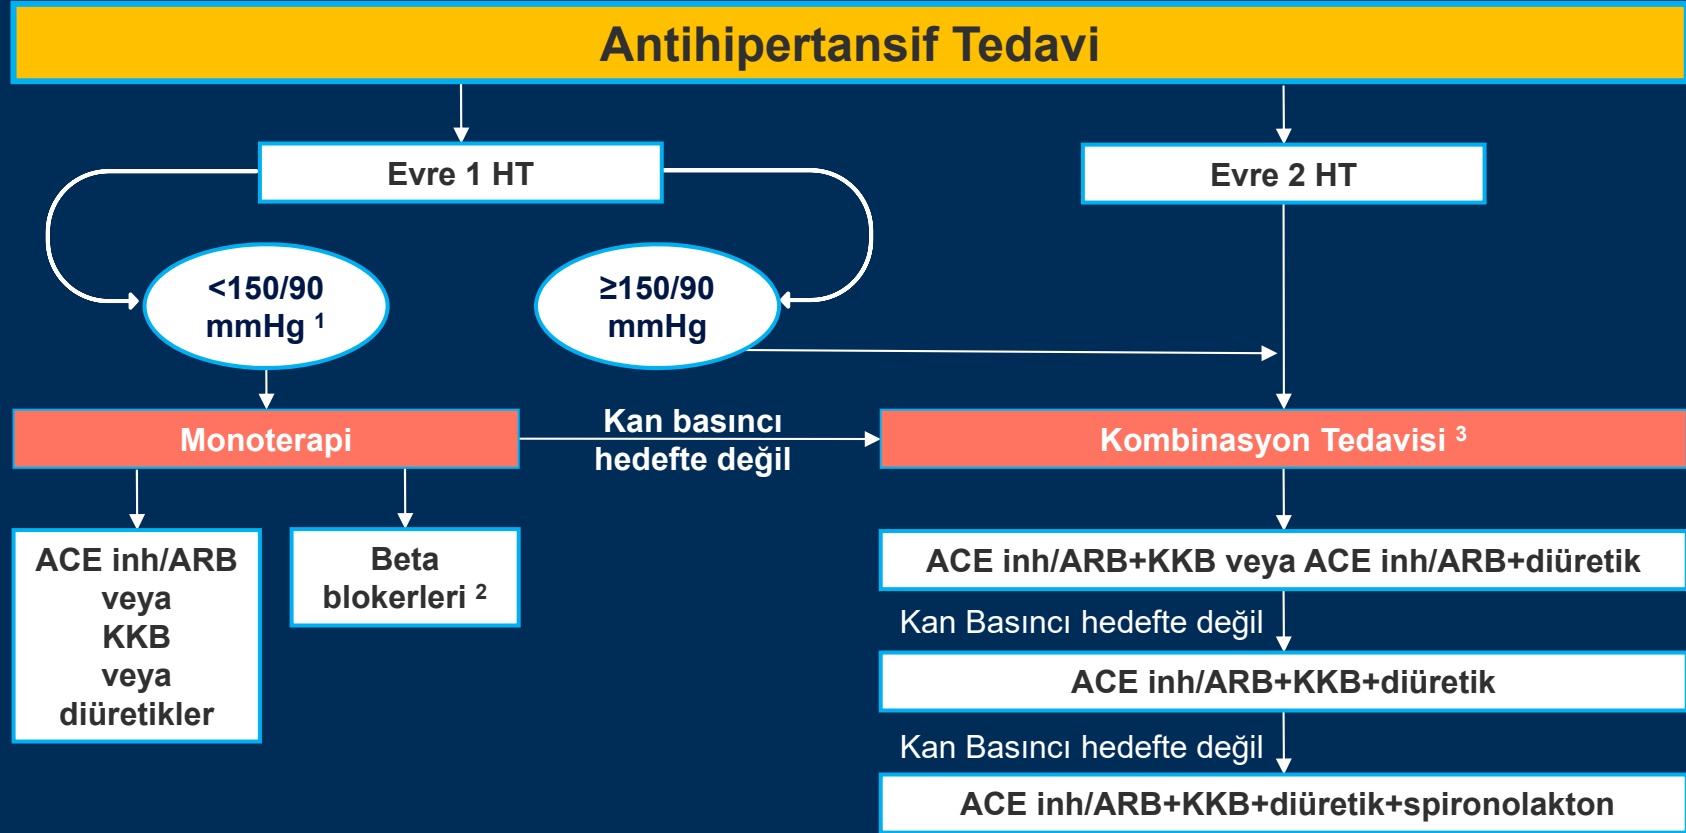 Antihipertansif Tedavi
Evre 1 HT
Evre 2 HT
<150/90
mmHg ¹
≥150/90
mmHg
Monoterapi
Kan basıncı
hedefte değil
Kombinasyon Tedavisi ³
ACE inh/ARB
veya
KKB
veya
diüretikler
Beta
blokerleri ²
ACE inh/ARB+KKB veya ACE inh/ARB+diüretik
Kan Basıncı hedefte değil
ACE inh/ARB+KKB+diüretik
Kan Basıncı hedefte değil
ACE inh/ARB+KKB+diüretik+spironolakton